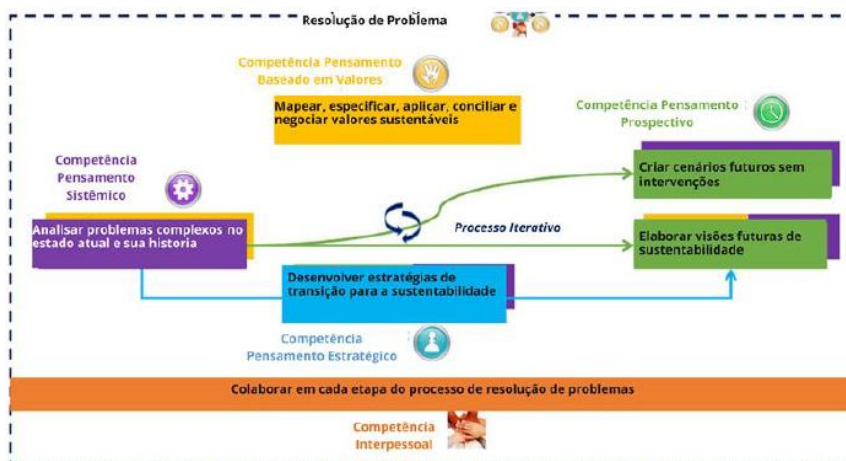 Resolução de Problema
Competência Pensamento
Baseado em Valores
Mapear, especificar, aplicar, conciliar e
negociar valores sustentáveis
Competência Pensamento
Prospectivo
Competência
Pensamento
Sistêmico
Criar cenários futuros sem
intervenções
Analisar problemas complexos no
estado atual e sua historia
Processo Iterativo
Elaborar visões futuras de
sustentabilidade
Desenvolver estratégias de
transição para a sustentabilidade
Competência
Pensamento Estratégico
Colaborar em cada etapa do processo de resolução de problemas
Competência
Interpessoal